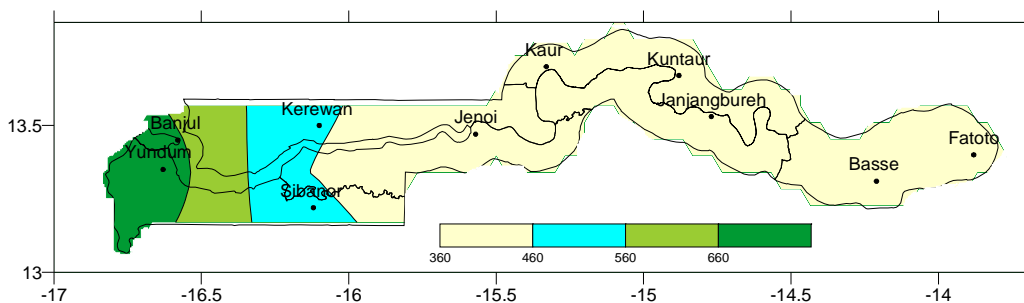 Kaur
Kuntaur
Janjangbureh
Kerewan
Jenoi
13.5
Banjul
Fatoto
Yundum
Basse
Sibanor
360 460 560 660
13
-17 -16.5 -16 -15.5 -15 -14.5 -14